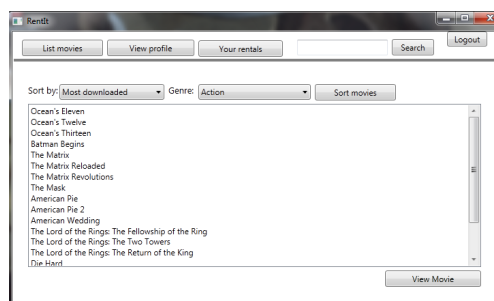 RentIt
List movies View profile Your rentals Search Logout
Sort by: Most downloaded Genre: Action Sort movies
Ocean's Eleven
Ocean's Twelve
Ocean's Thirteen
Batman Begins
The Matrix
The Matrix Reloaded
The Matrix Revolutions
The Mask
American Pie
American Pie 2
American Wedding
The Lord of the Rings: The Fellowship of the Ring
The Lord of the Rings: The Two Towers
The Lord of the Rings: The Return of the King
Die Hard
View Movie